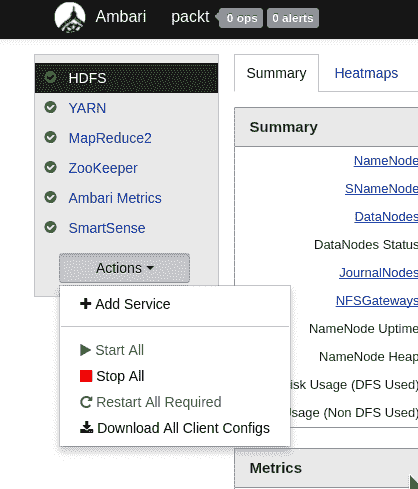 Ambari packt 0 ops 0 alerts
HDFS
YARN
MapReduce2
ZooKeeper
Ambari Metrics
SmartSense
Actions
Add Service
Start All
Stop All
Restart All Required
Download All Client Configs
Summary Heatmaps
Summary
NameNode
SNameNode
DataNodes
DataNodes Status
JournalNodes
NFSGateways
NameNode Uptime
NameNode Heap
isk Usage (DFS Used)
Usage (Non DFS Used)
Metrics